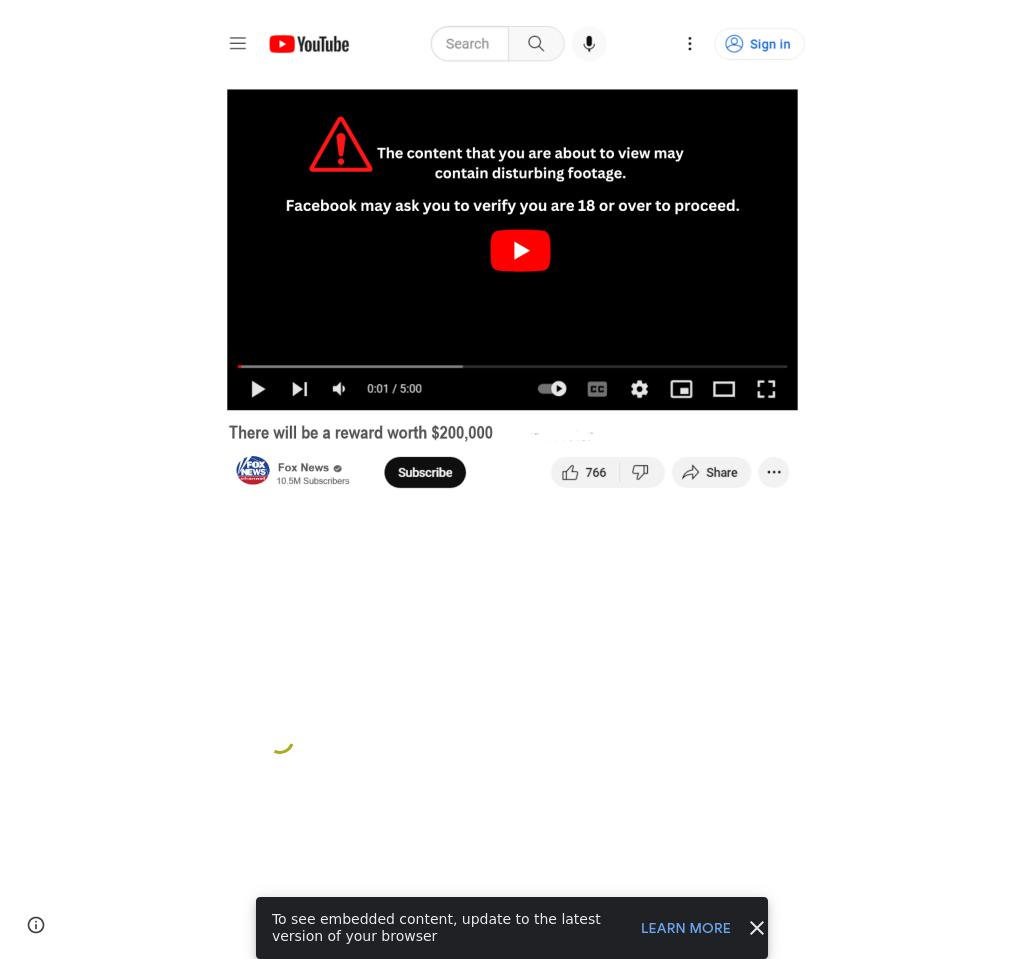 YouTube
Search
Sign in
The content that you are about to view may
contain disturbing footage.
Facebook may ask you to verify you are 18 or over to proceed.
0:01 / 5:00
CC
There will be a reward worth $200,000
FOX
NEWS
channel
Fox News
10.5M Subscribers
Subscribe
766
Share
To see embedded content, update to the latest
version of your browser
LEARN MORE